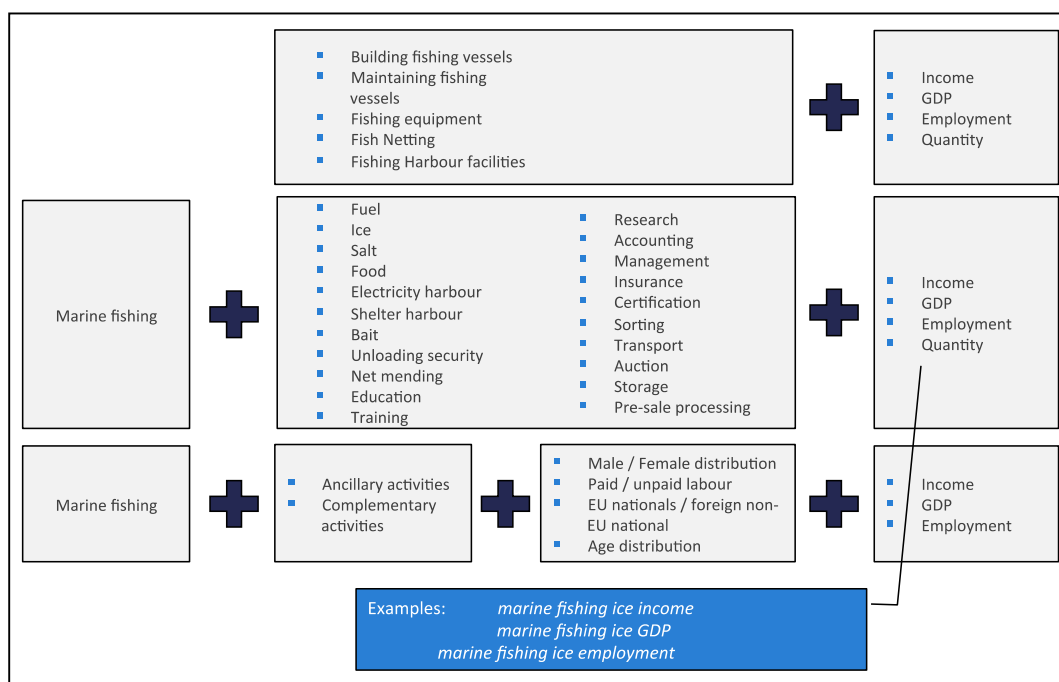 Building fishing vessels
Maintaining fishing
vessels
Fishing equipment
Fish Netting
Fishing Harbour facilities
Income
GDP
Employment
Quantity
Marine fishing
Fuel
Ice
Salt
Food
Electricity harbour
Shelter harbour
Bait
Unloading security
Net mending
Education
Training
Research
Accounting
Management
Insurance
Certification
Sorting
Transport
Auction
Storage
Pre-sale processing
Income
GDP
Employment
Quantity
Marine fishing
Ancillary activities
Complementary
activities
Male / Female distribution
Paid / unpaid labour
EU nationals / foreign non-
EU national
Age distribution
Income
GDP
Employment
Examples: marine fishing ice income
marine fishing ice GDP
marine fishing ice employment